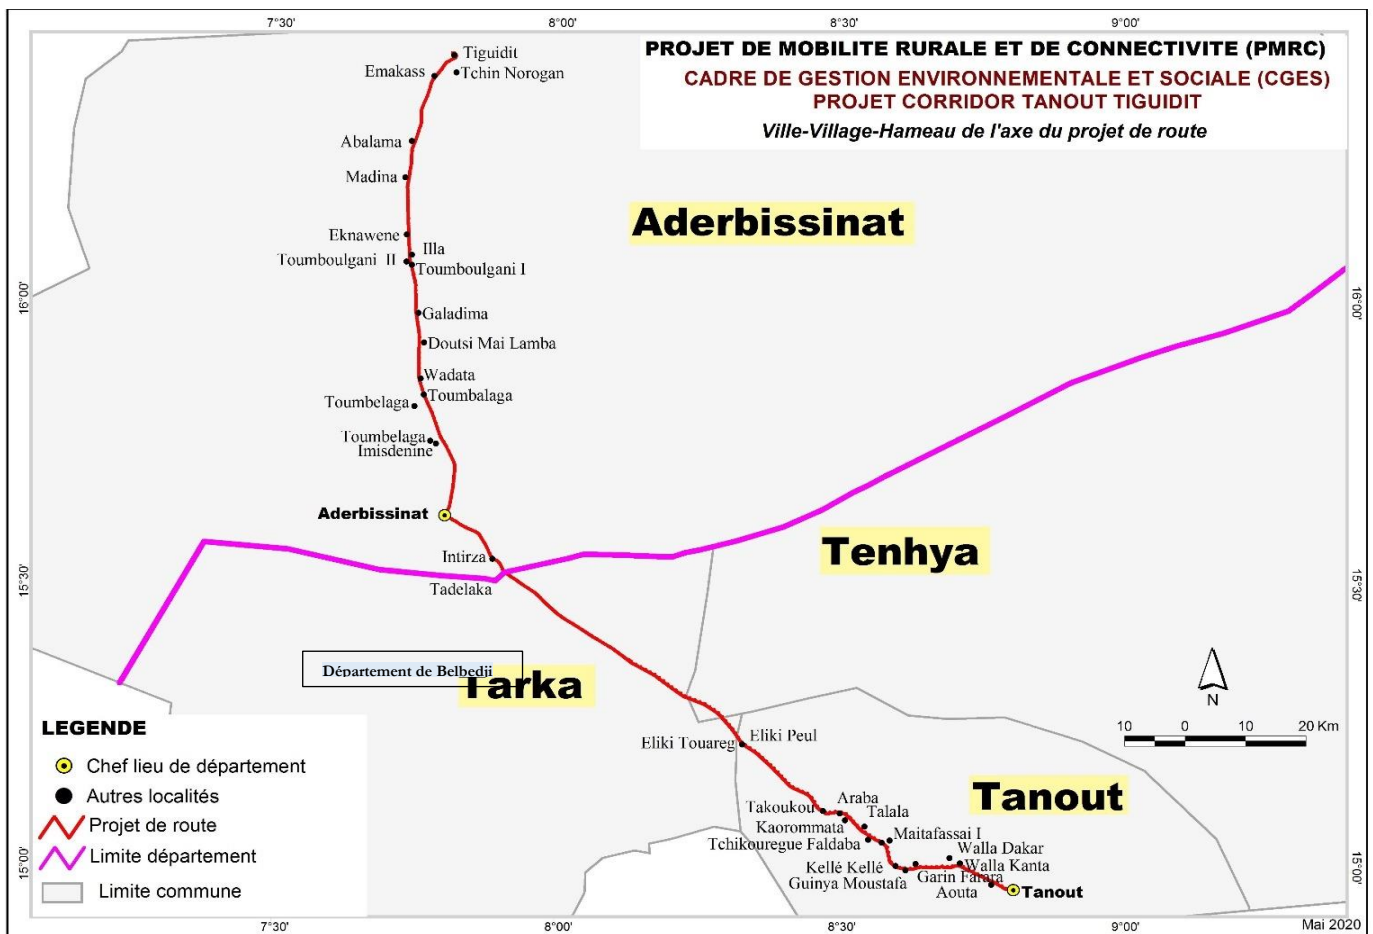 7°30'
8°00'
8°30'
9°00'
PROJET DE MOBILITE RURALE ET DE CONNECTIVITE (PMRC)
CADRE DE GESTION ENVIRONNEMENTALE ET SOCIALE (CGES)
PROJET CORRIDOR TANOUT TIGUIDIT
Ville-Village-Hameau de l'axe du projet de route
Tiguidit
Emakass
Tchin Norogan
Abalama
Madina
Aderbissinat
Eknawene
Illa
Toumboulgani II
Toumboulgani I
16°00'
16°00'
Galadima
Doutsi Mai Lamba
Wadata
Toumbalaga
Toumbelaga
Toumbelaga
Imisdenine
Aderbissinat
Tenhya
Intirza
15°30'
15°30'
Tadelaka
Département de Belbedji
Tarka
N
10 0 10 20 Km
LEGENDE
Chef lieu de département
Autres localités
Projet de route
Limite département
Limite commune
Eliki Touareg
Eliki Peul
Tanout
Takoukou
Araba
Kaorommata
Talala
Tchikouregue Faldaba
Maitafassai I
Walla Dakar
Kellé Kellé
Walla Kanta
Guinya Moustafa
Garin Farara
Aouta
Tanout
15°00'
15°00'
7°30'
8°00'
8°30'
9°00'
Mai 2020